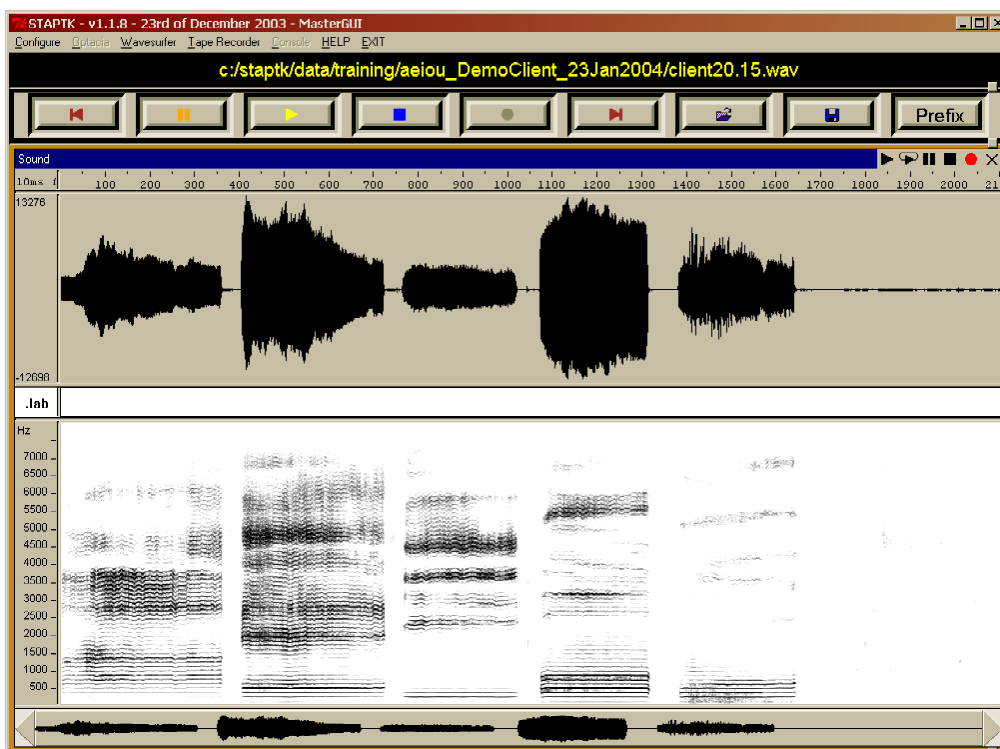 STAPTK - v1.1.8 - 23rd of December 2003 - MasterGUI
Configure Optacia Wavesurfer Tape Recorder Console HELP EXIT
c:/staptk/data/training/aeiou_DemoClient_23Jan2004/client20.15.wav
Prefix
Sound
10ms f 100 200 300 400 500 600 700 800 900 1000 1100 1200 1300 1400 1500 1600 1700 1800 1900 2000 21
13276
-12698
.lab
Hz
7000
6500
6000
5500
5000
4500
4000
3500
3000
2500
2000
1500
1000
500